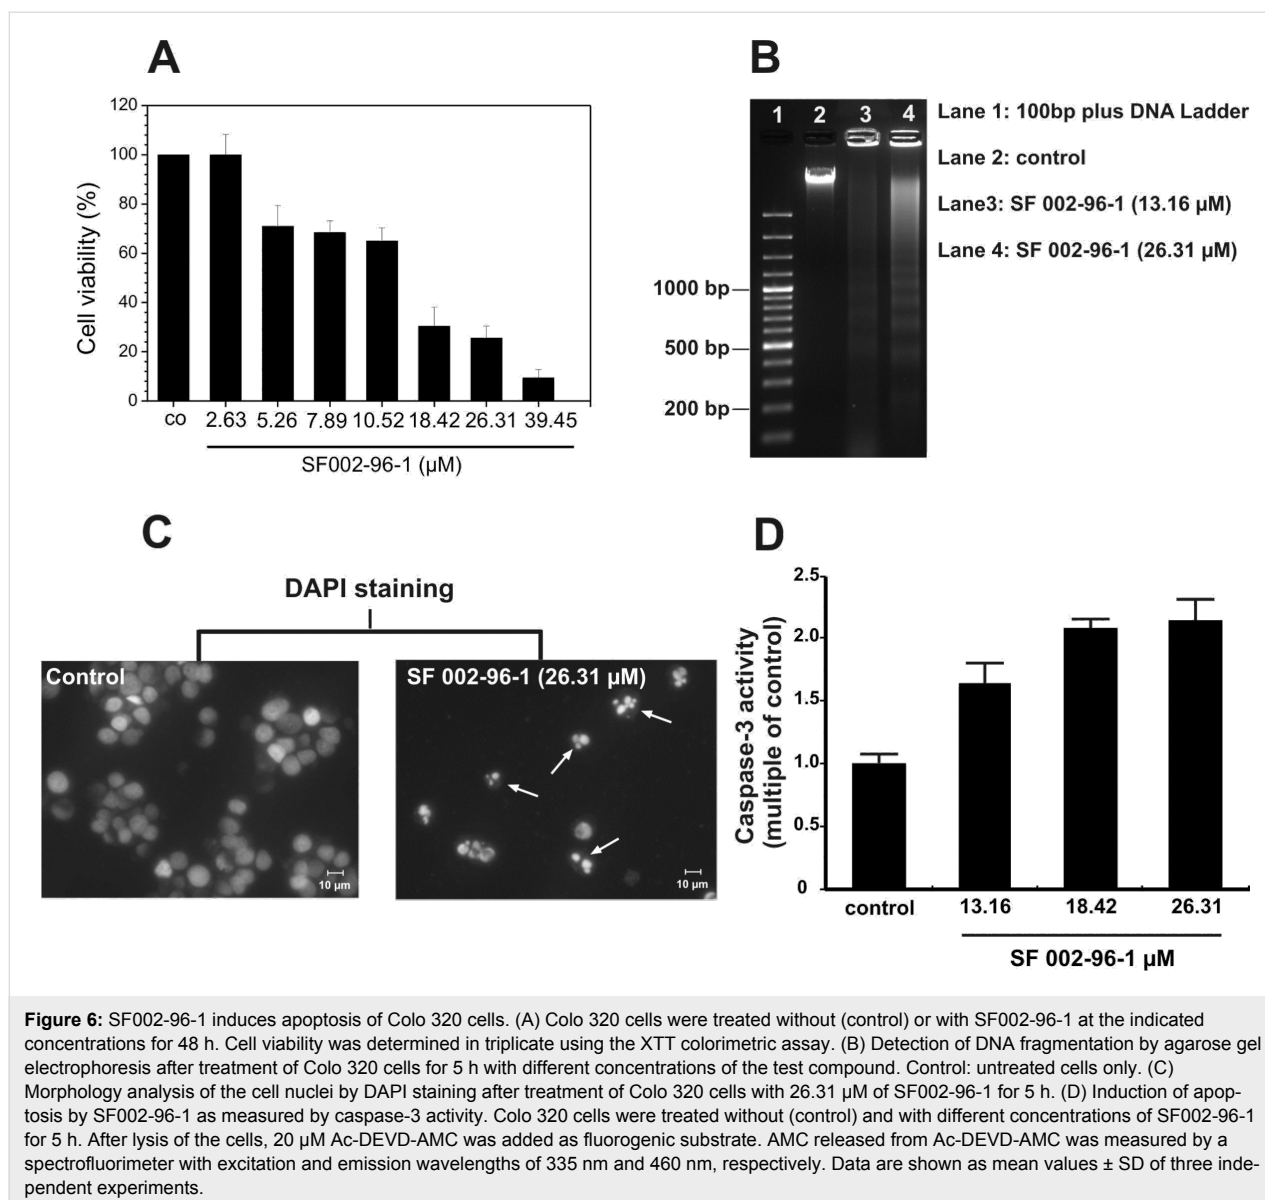 A
120
100
80
60
40
20
0
Cell viability (%)
co 2.63 5.26 7.89 10.52 18.42 26.31 39.45
SF002-96-1 (µM)
B
1 2 3 4
1000 bp
500 bp
200 bp
Lane 1: 100bp plus DNA Ladder
Lane 2: control
Lane3: SF 002-96-1 (13.16 µM)
Lane 4: SF 002-96-1 (26.31 µM)
C
DAPI staining
Control
10 µm
SF 002-96-1 (26.31 µM)
10 µm
D
2.5
2.0
1.5
1.0
0.5
0
Caspase-3 activity
(multiple of control)
control 13.16 18.42 26.31
SF 002-96-1 µM
Figure 6: SF002-96-1 induces apoptosis of Colo 320 cells. (A) Colo 320 cells were treated without (control) or with SF002-96-1 at the indicated
concentrations for 48 h. Cell viability was determined in triplicate using the XTT colorimetric assay. (B) Detection of DNA fragmentation by agarose gel
electrophoresis after treatment of Colo 320 cells for 5 h with different concentrations of the test compound. Control: untreated cells only. (C)
Morphology analysis of the cell nuclei by DAPI staining after treatment of Colo 320 cells with 26.31 µM of SF002-96-1 for 5 h. (D) Induction of apop-
tosis by SF002-96-1 as measured by caspase-3 activity. Colo 320 cells were treated without (control) and with different concentrations of SF002-96-1
for 5 h. After lysis of the cells, 20 µM Ac-DEVD-AMC was added as fluorogenic substrate. AMC released from Ac-DEVD-AMC was measured by a
spectrofluorimeter with excitation and emission wavelengths of 335 nm and 460 nm, respectively. Data are shown as mean values ± SD of three inde-
pendent experiments.